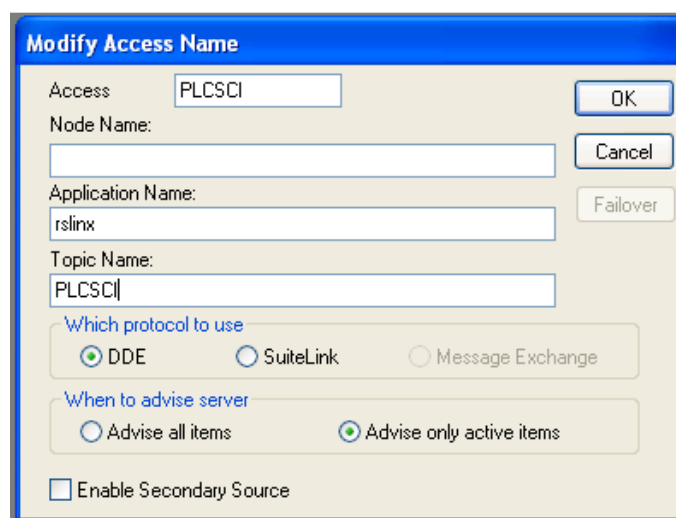 Modify Access Name
Access PLCSCI OK
Node Name:
Cancel
Application Name:
Failover
rslinx
Topic Name:
PLCSCI
Which protocol to use
DDE SuiteLink Message Exchange
When to advise server
Advise all items Advise only active items
Enable Secondary Source